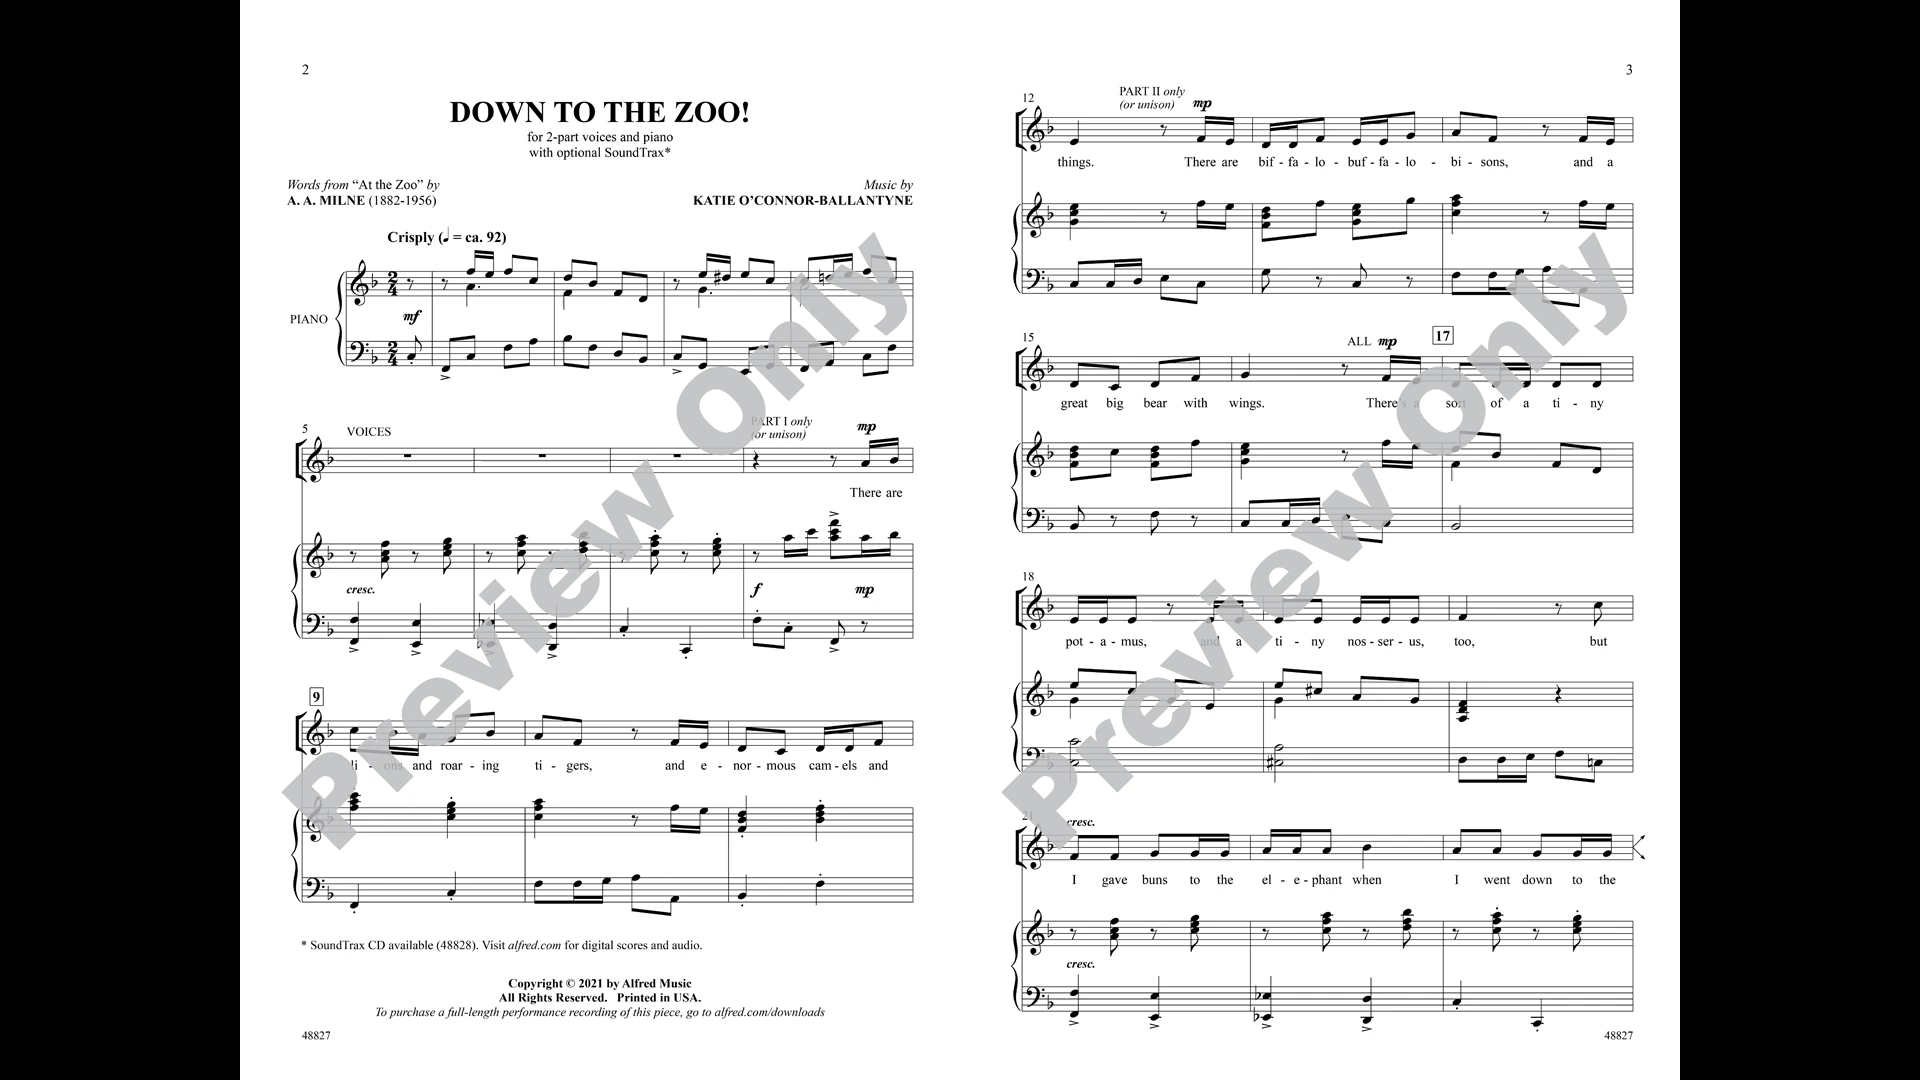 2
DOWN TO THE ZOO!
for 2-part voices and piano
with optional SoundTrax*
Words from “At the Zoo” by
A. A. MILNE (1882-1956)
Music by
KATIE O’CONNOR-BALLANTYNE
Crisply (♩ = ca. 92)
PIANO
mf
5
VOICES
PART I only
(or unison)
mp
There are
cresc.
f
mp
9
li - ons and roar - ing ti - gers, and e - nor - mous cam - els and
* SoundTrax CD available (48828). Visit alfred.com for digital scores and audio.
Copyright © 2021 by Alfred Music
All Rights Reserved. Printed in USA.
To purchase a full-length performance recording of this piece, go to alfred.com/downloads
48827
Preview Only
3
12
PART II only
(or unison)
mp
things. There are bif - fa - lo - buf - fa - lo - bi - sons, and a
15
ALL mp
17
great big bear with wings. There's a sort of a ti - ny
18
pot - a - mus, and a ti - ny nos - ser - us, too, but
21
cresc.
I gave buns to the el - e - phant when I went down to the
cresc.
48827
Preview Only